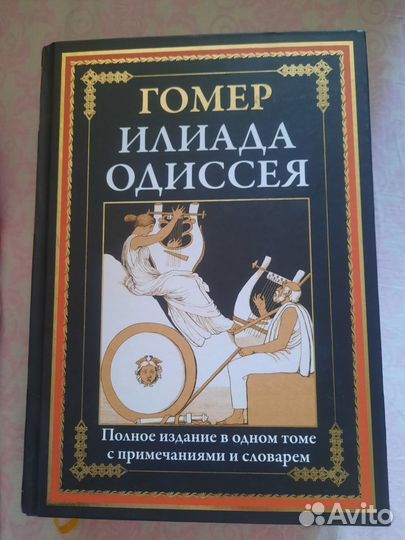 ГОМЕР
ИЛИАДА
ОДИССЕЯ
Полное издание в одном томе
с примечаниями и словарем
Avito